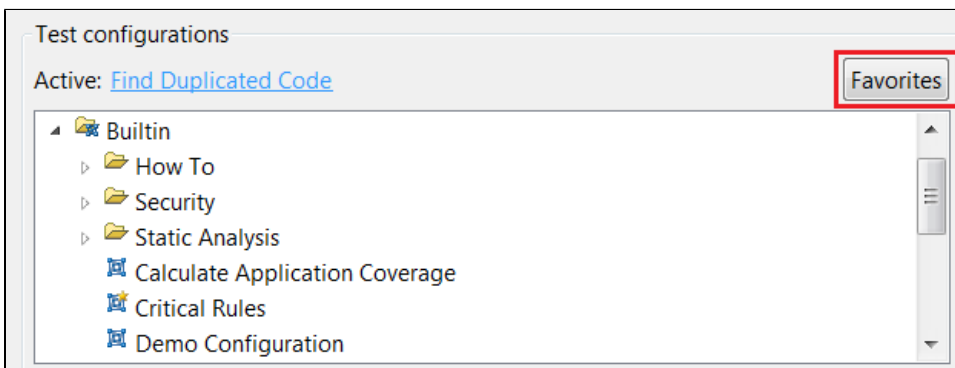 Test configurations
Active: Find Duplicated Code
Favorites
Builtin
How To
Security
Static Analysis
Calculate Application Coverage
Critical Rules
Demo Configuration